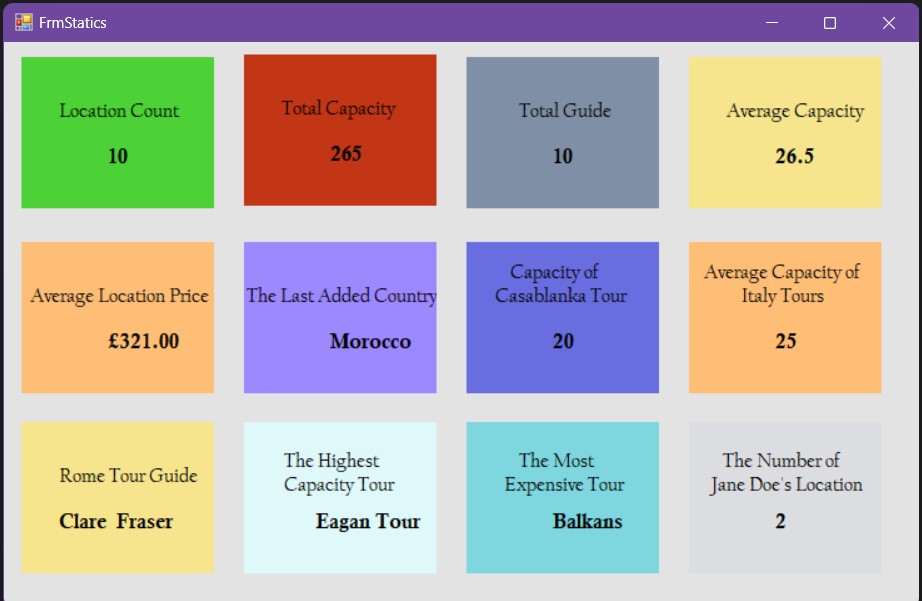 FrmStatics
Location Count
10
Total Capacity
265
Total Guide
10
Average Capacity
26.5
Average Location Price
£321.00
The Last Added Country
Morocco
Capacity of
Casablanka Tour
20
Average Capacity of
Italy Tours
25
Rome Tour Guide
Clare Fraser
The Highest
Capacity Tour
Eagan Tour
The Most
Expensive Tour
Balkans
The Number of
Jane Doe's Location
2